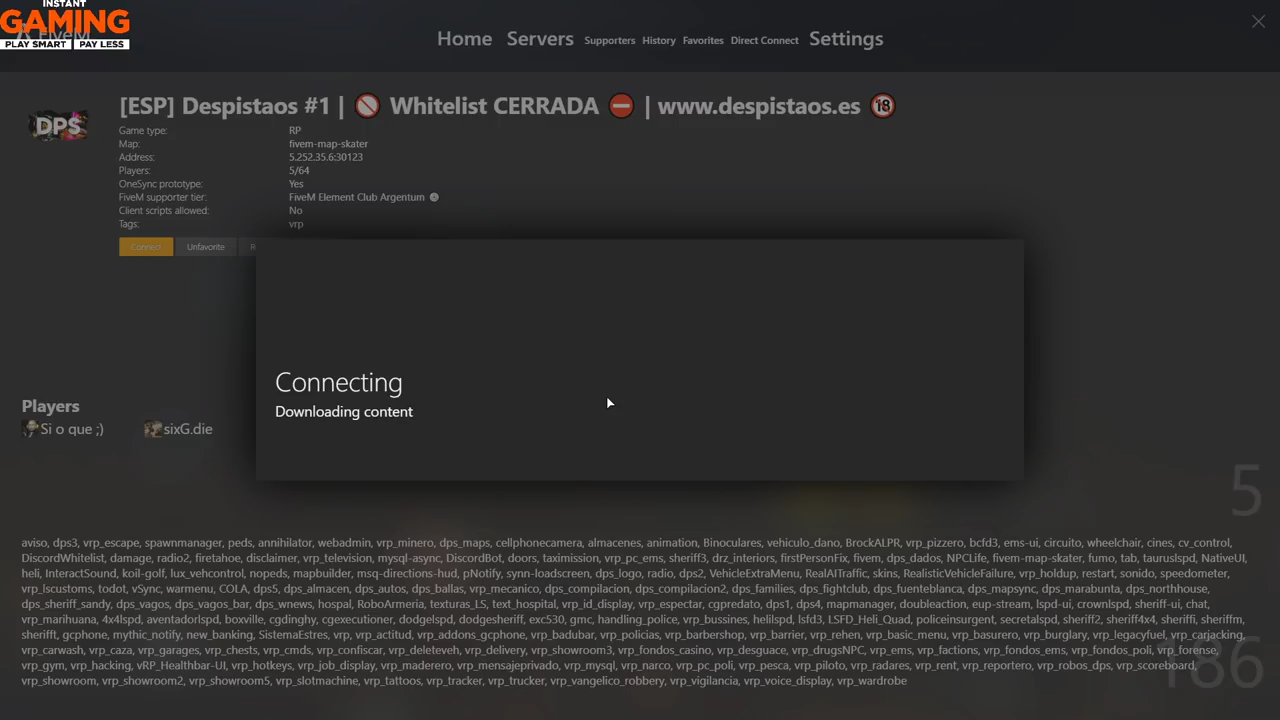 INSTANT
GAMING
PLAY SMART | PAY LESS
FiveM
Home Servers Supporters History Favorites Direct Connect Settings
DPS
[ESP] Despistaos #1 | 🚫 Whitelist CERRADA ⛔ | www.despistaos.es 🔞
Game type: RP
Map: fivem-map-skater
Address: 5.252.35.6:30123
Players: 5/64
OneSync prototype: Yes
FiveM supporter tier: FiveM Element Club Argentum
Client scripts allowed: No
Tags: vrp
Connect Unfavorite
Connecting
Downloading content
Players
Si o que ;) sixG.die
5
aviso, dps3, vrp_escape, spawnmanager, peds, annihilator, webadmin, vrp_minero, dps_maps, cellphonecamera, almacenes, animation, Binoculares, vehiculo_dano, BrockALPR, vrp_pizzero, bcfd3, ems-ui, circuito, wheelchair, cines, cv_control,
DiscordWhitelist, damage, radio2, firetahoe, disclaimer, vrp_television, mysql-async, DiscordBot, doors, taximission, vrp_pc_ems, sheriff3, drz_interiors, firstPersonFix, fivem, dps_dados, NPCLife, fivem-map-skater, fumo, tab, tauruslspd, NativeUI,
heli, InteractSound, koil-golf, lux_vehcontrol, nopeds, mapbuilder, msq-directions-hud, pNotify, synn-loadscreen, dps_logo, radio, dps2, VehicleExtraMenu, RealAITraffic, skins, RealisticVehicleFailure, vrp_holdup, restart, sonido, speedometer,
vrp_lscustoms, todot, vSync, warmenu, COLA, dps5, dps_almacen, dps_autos, dps_ballas, vrp_mecanico, dps_compilacion, dps_compilacion2, dps_families, dps_fightclub, dps_fuenteblanca, dps_mapsync, dps_marabunta, dps_northhouse,
dps_sheriff_sandy, dps_vagos, dps_vagos_bar, dps_wnews, hospal, RoboArmeria, texturas_LS, text_hospital, vrp_id_display, vrp_espectar, cgpredato, dps1, dps4, mapmanager, doubleaction, eup-stream, lspd-ui, crownlspd, sheriff-ui, chat,
vrp_marihuana, 4x4lspd, aventadorlspd, boxville, cgdinghy, cgexecutioner, dodgelspd, dodgesheriff, exc530, gmc, handling_police, vrp_bussines, helilspd, lsfd3, LSFD_Heli_Quad, policeinsurgent, secretalspd, sheriff2, sheriff4x4, sheriffi, sheriffm,
sherifft, gcphone, mythic_notify, new_banking, SistemaEstres, vrp, vrp_actitud, vrp_addons_gcphone, vrp_badubar, vrp_policias, vrp_barbershop, vrp_barrier, vrp_rehen, vrp_basic_menu, vrp_basurero, vrp_burglary, vrp_legacyfuel, vrp_carjacking,
vrp_carwash, vrp_caza, vrp_garages, vrp_chests, vrp_cmds, vrp_confiscar, vrp_deleteveh, vrp_delivery, vrp_showroom3, vrp_fondos_casino, vrp_desguace, vrp_drugsNPC, vrp_ems, vrp_factions, vrp_fondos_ems, vrp_fondos_poli, vrp_forense,
vrp_gym, vrp_hacking, vRP_Healthbar-UI, vrp_hotkeys, vrp_job_display, vrp_maderero, vrp_mensajeprivado, vrp_mysql, vrp_narco, vrp_pc_poli, vrp_pesca, vrp_piloto, vrp_radares, vrp_rent, vrp_reportero, vrp_robos_dps, vrp_scoreboard,
vrp_showroom, vrp_showroom2, vrp_showroom5, vrp_slotmachine, vrp_tattoos, vrp_tracker, vrp_trucker, vrp_vangelico_robbery, vrp_vigilancia, vrp_voice_display, vrp_wardrobe
186